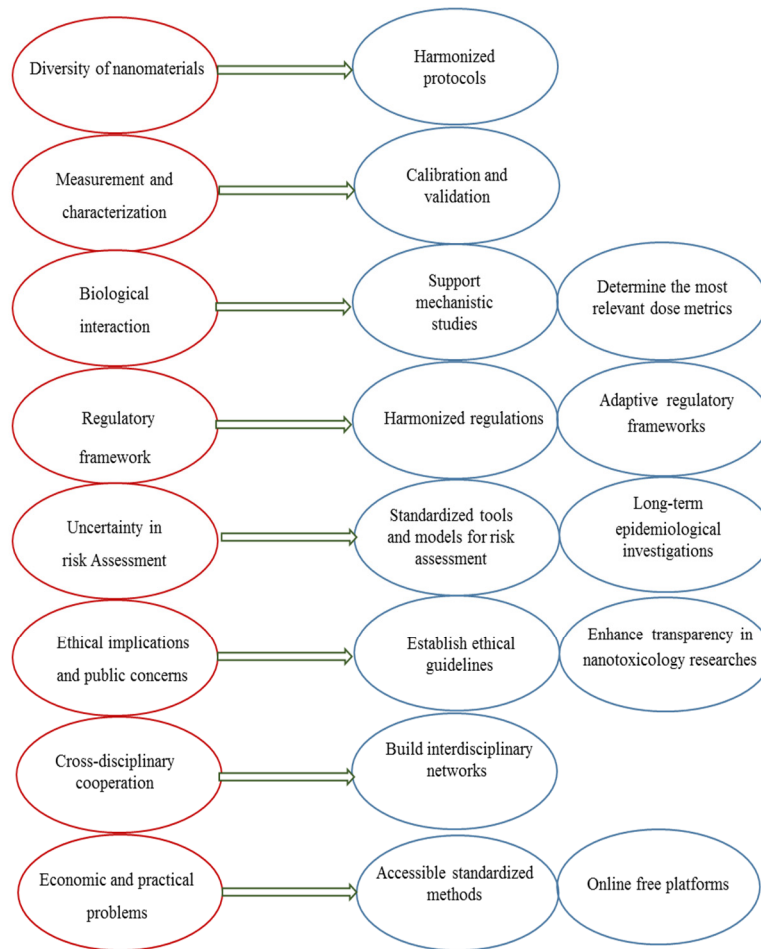 Diversity of nanomaterials
Harmonized
protocols
Measurement and
characterization
Calibration and
validation
Biological
interaction
Support
mechanistic
studies
Determine the most
relevant dose metrics
Regulatory
framework
Harmonized regulations
Adaptive regulatory
frameworks
Uncertainty in
risk Assessment
Standardized tools
and models for risk
assessment
Long-term
epidemiological
investigations
Ethical implications
and public concerns
Establish ethical
guidelines
Enhance transparency in
nanotoxicology researches
Cross-disciplinary
cooperation
Build interdisciplinary
networks
Economic and practical
problems
Accessible standardized
methods
Online free platforms